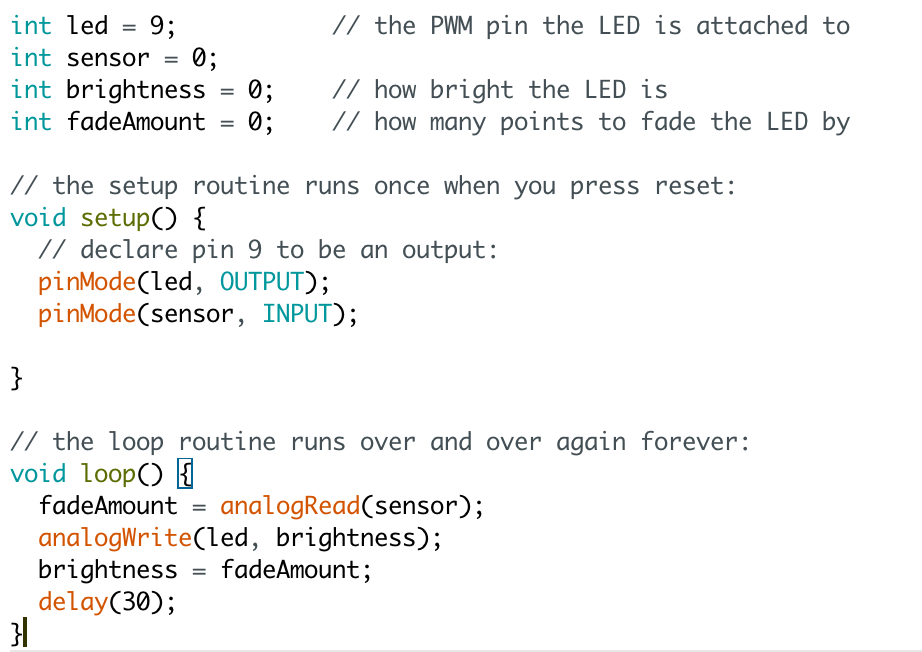 int led = 9;           // the PWM pin the LED is attached to
int sensor = 0;
int brightness = 0;    // how bright the LED is
int fadeAmount = 0;    // how many points to fade the LED by
// the setup routine runs once when you press reset:
void setup() {
  // declare pin 9 to be an output:
  pinMode(led, OUTPUT);
  pinMode(sensor, INPUT);
}
// the loop routine runs over and over again forever:
void loop() {
  fadeAmount = analogRead(sensor);
  analogWrite(led, brightness);
  brightness = fadeAmount;
  delay(30);
}